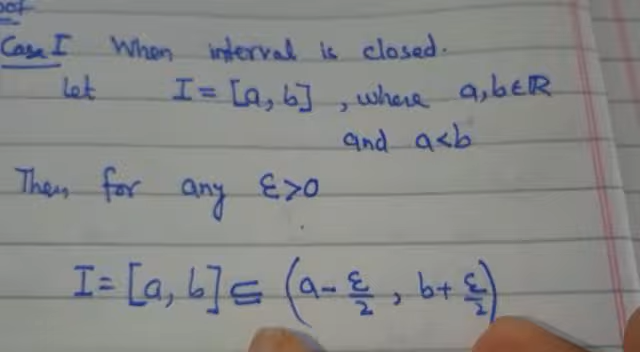 Case I When interval is closed.
Let I = [a, b] , where a, b ∈ ℝ
and a < b
Then for any ε > 0
I = [a, b] ⊆ (a - ε/2 , b + ε/2)